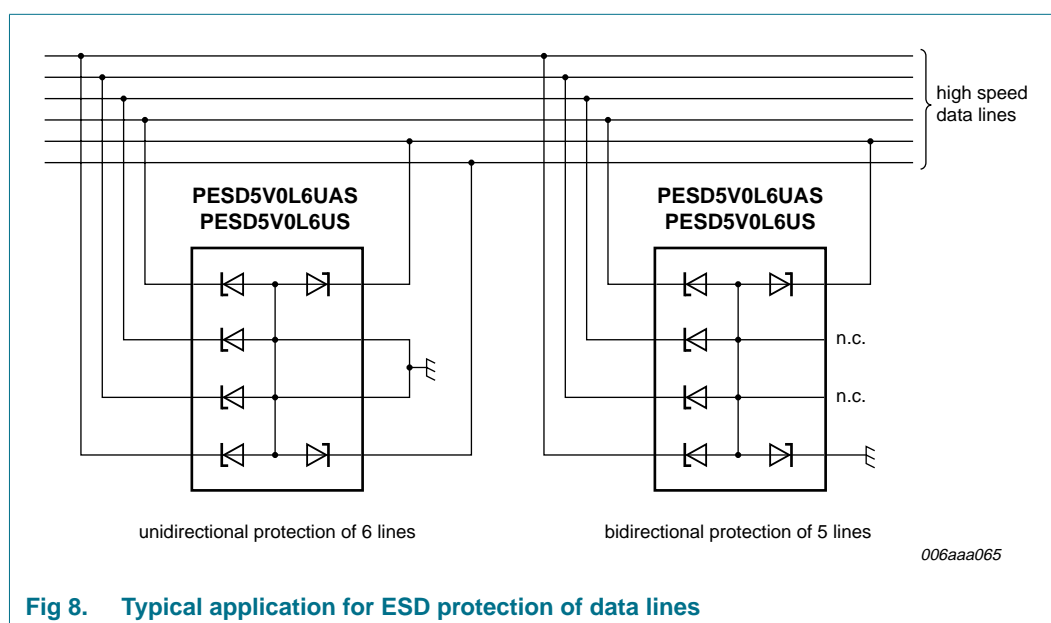 high speed
data lines
PESD5V0L6UAS
PESD5V0L6US
PESD5V0L6UAS
PESD5V0L6US
n.c.
n.c.
unidirectional protection of 6 lines
bidirectional protection of 5 lines
006aaa065
Fig 8. Typical application for ESD protection of data lines